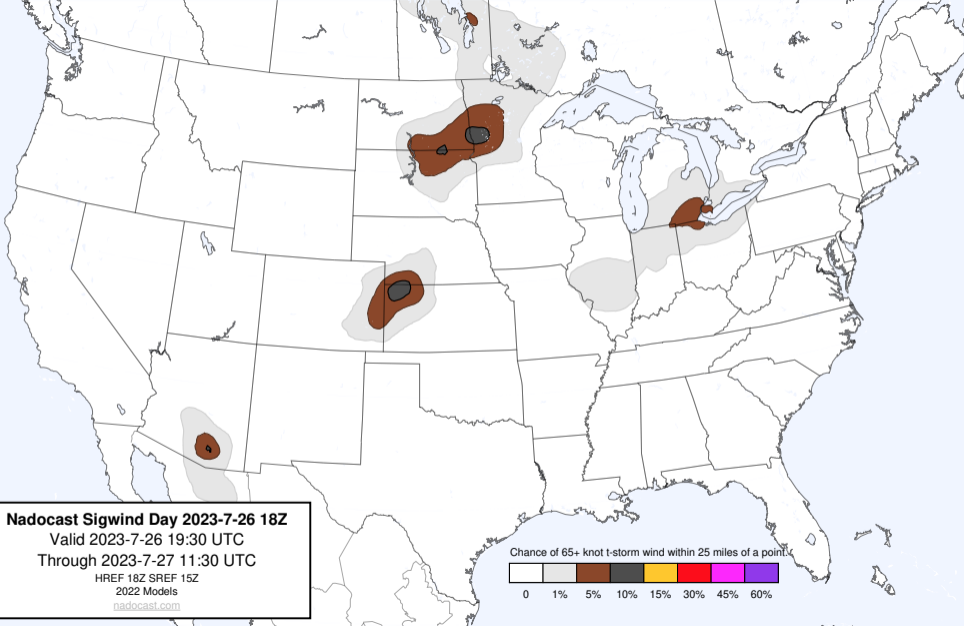 Nadocast Sigwind Day 2023-7-26 18Z
Valid 2023-7-26 19:30 UTC
Through 2023-7-27 11:30 UTC
HREF 18Z SREF 15Z
2022 Models
nadocast.com
Chance of 65+ knot t-storm wind within 25 miles of a point.
0 1% 5% 10% 15% 30% 45% 60%